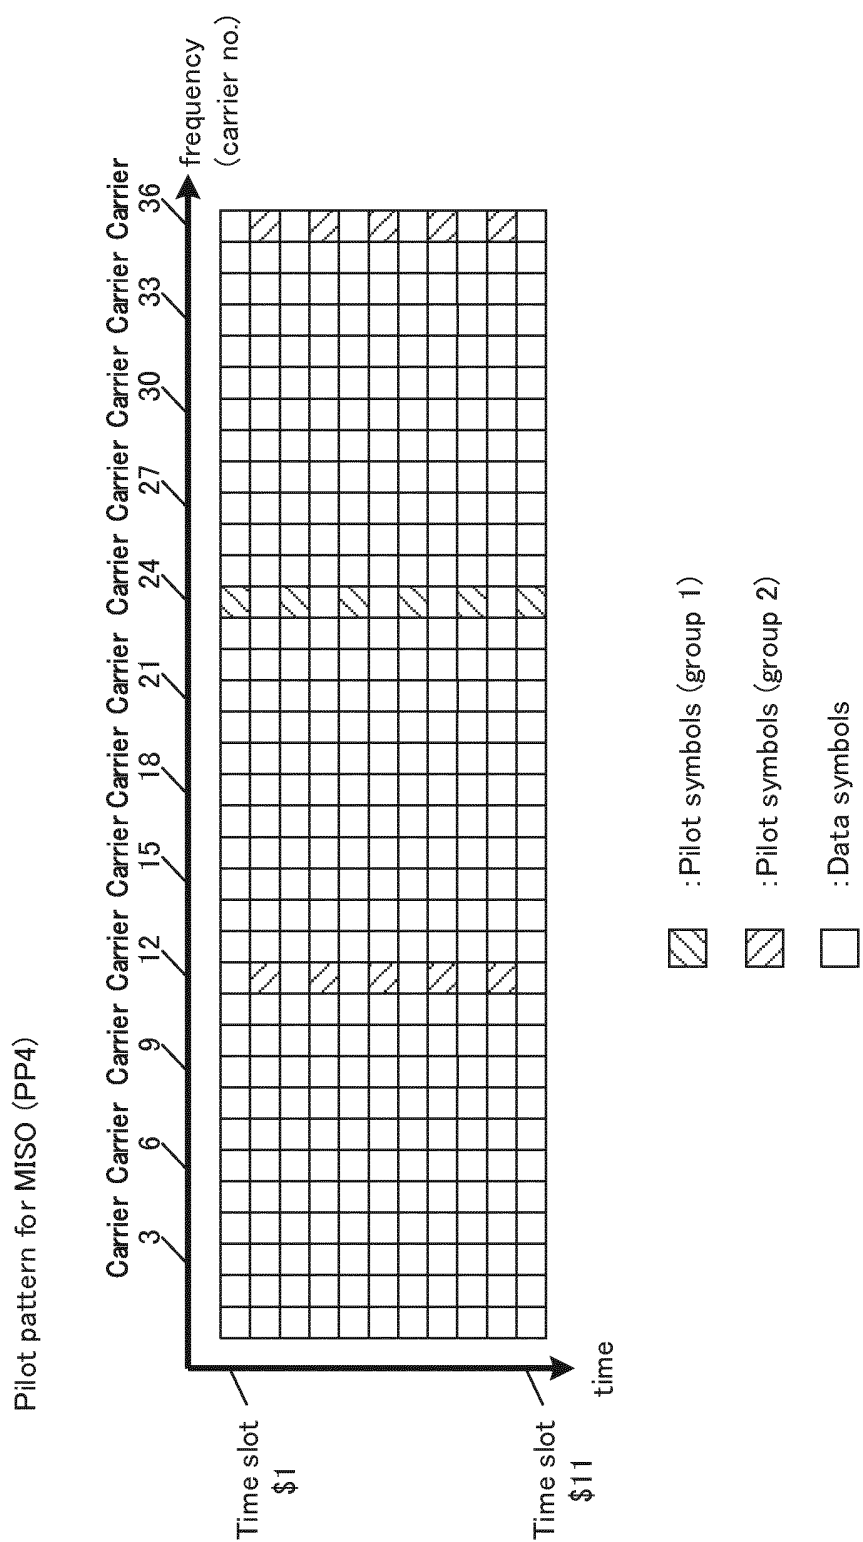 Pilot pattern for MISO (PP4)
Carrier Carrier Carrier Carrier Carrier Carrier Carrier Carrier Carrier Carrier Carrier Carrier
3 6 9 12 15 18 21 24 27 30 33 36
frequency
(carrier no.)
Time slot
$1
Time slot
$11
time
:Pilot symbols (group 1)
:Pilot symbols (group 2)
:Data symbols